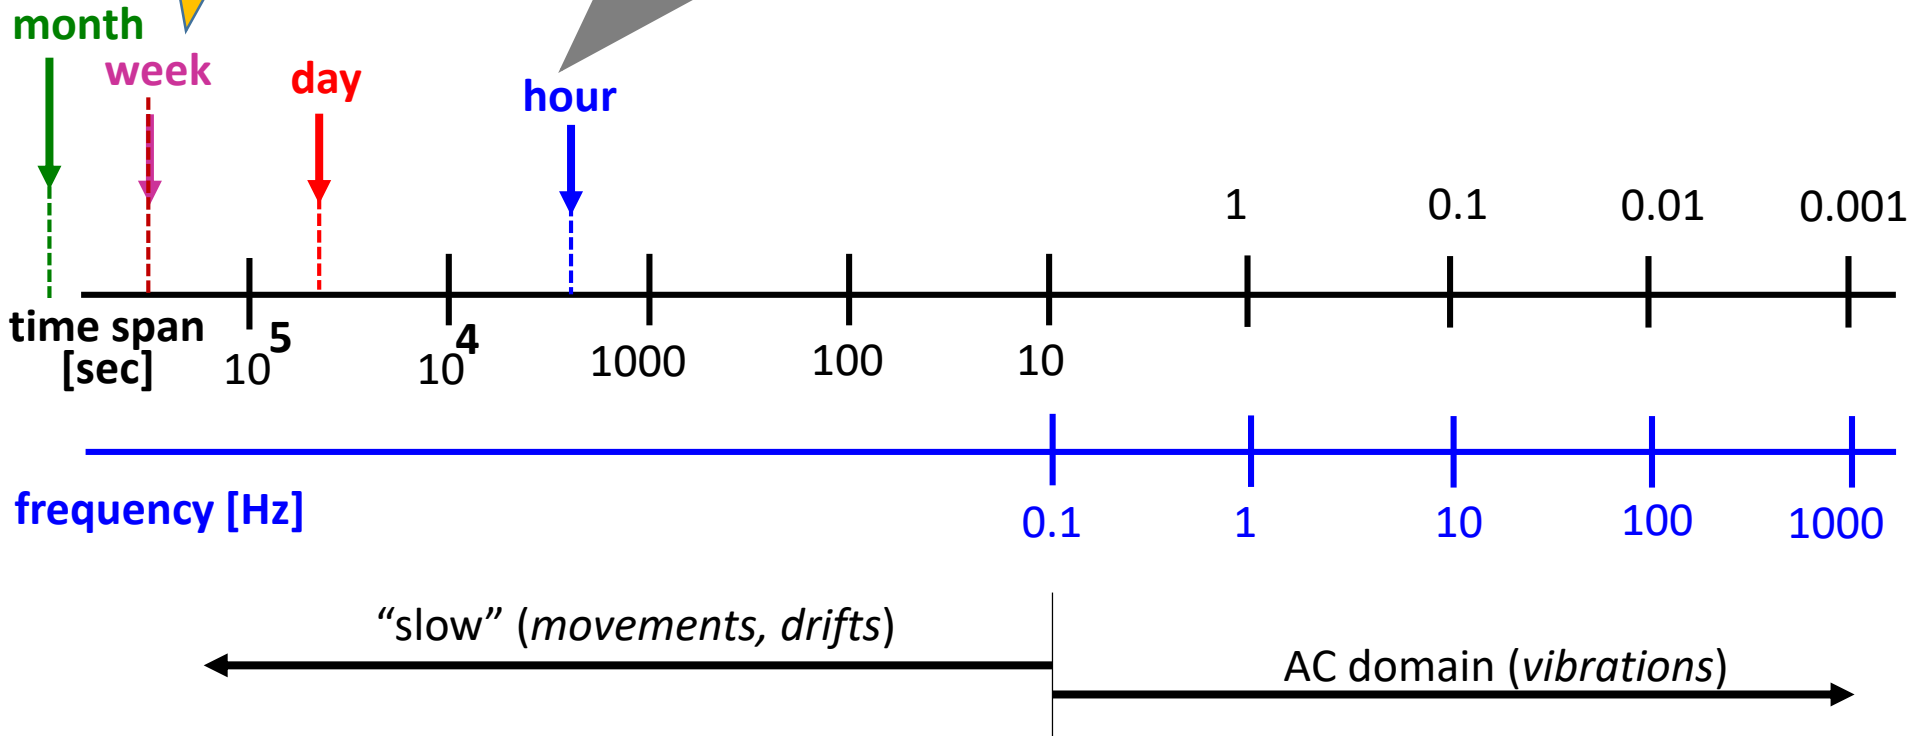 month
week
day
hour
1 0.1 0.01 0.001
time span
[sec]
10^5 10^4 1000 100 10
frequency [Hz]
0.1 1 10 100 1000
“slow” (movements, drifts)
AC domain (vibrations)